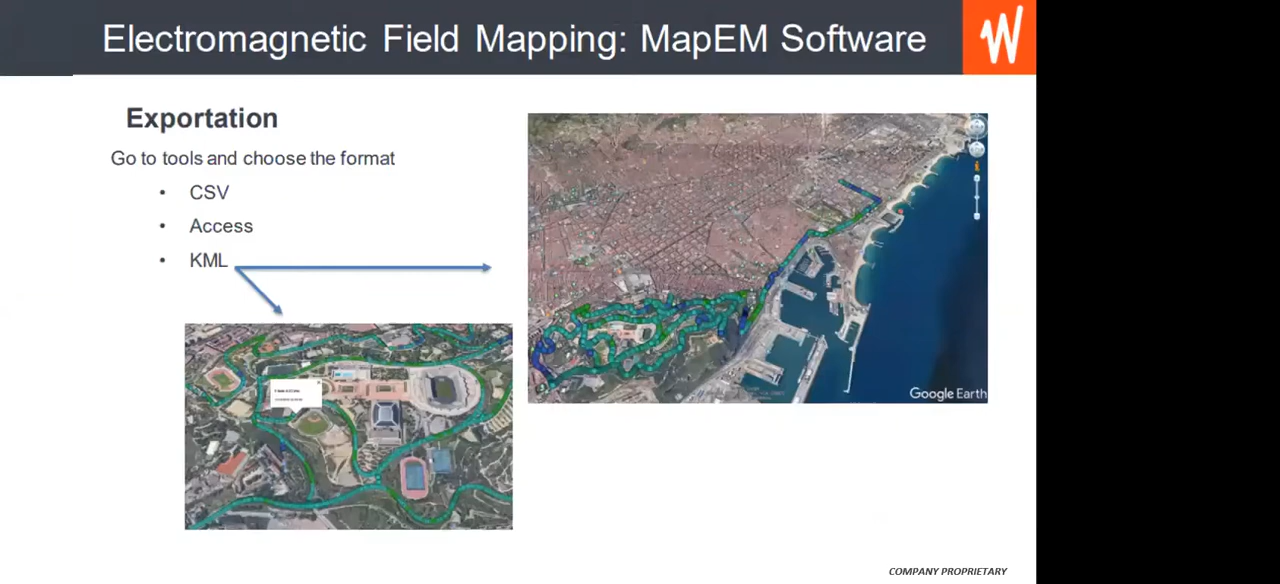 Electromagnetic Field Mapping: MapEM Software
Exportation
Go to tools and choose the format
• CSV
• Access
• KML
Google Earth
COMPANY PROPRIETARY